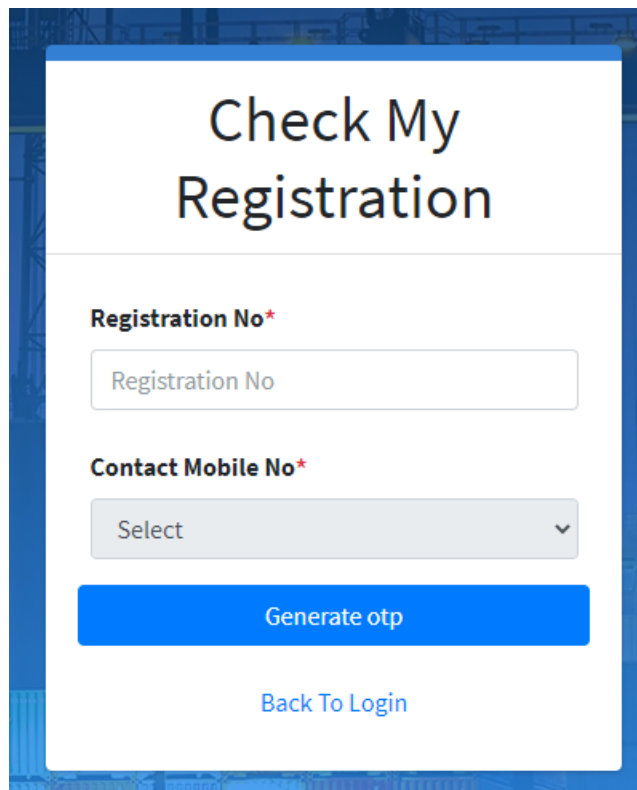 Check My
Registration
Registration No*
Registration No
Contact Mobile No*
Select
Generate otp
Back To Login